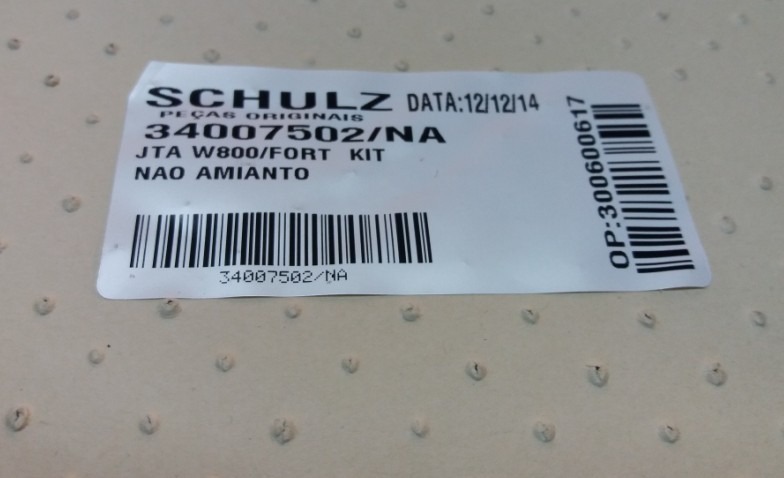 SCHULZ DATA:12/12/14
PEÇAS ORIGINAIS
34007502/NA
JTA W800/FORT KIT
NAO AMIANTO
34007502/NA
OP:300600617